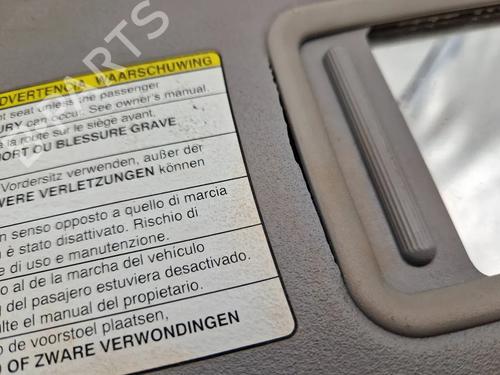 PARTS
ADVERTENCIA WAARSCHUWING
seat unless the passenger
URY can occur. See owner's manual.
la route sur le siège avant.
MORT OU BLESSURE GRAVE
Vordersitz verwenden, außer der
WERE VERLETZUNGEN können
n senso opposto a quello di marcia
è stato disattivato. Rischio di
e di uso e manutenzione.
o al de la marcha del vehículo
g del pasajero estuviera desactivado.
ulte el manual del propietario.
o de voorstoel plaatsen,
D OF ZWARE VERWONDINGEN